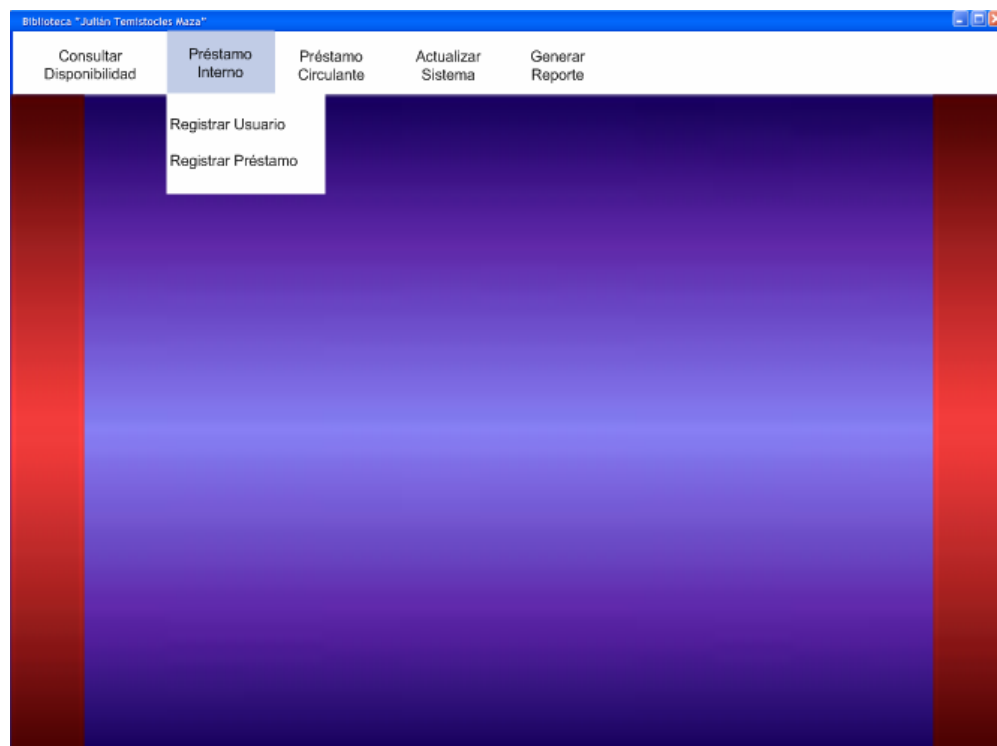 Biblioteca "Julián Temistocles Maza"
Consultar
Disponibilidad
Préstamo
Interno
Préstamo
Circulante
Actualizar
Sistema
Generar
Reporte
Registrar Usuario
Registrar Préstamo